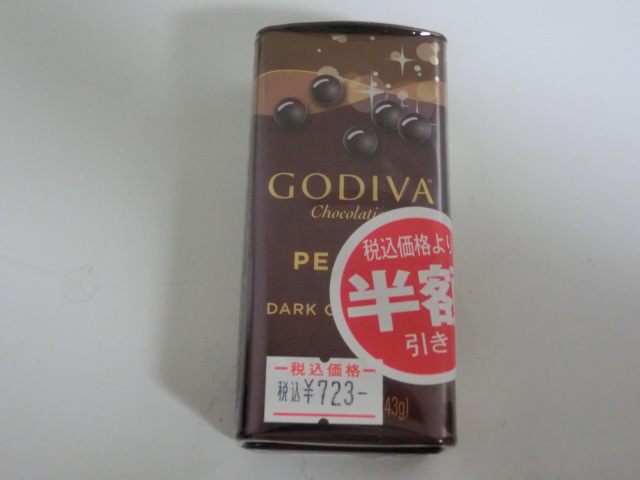 GODIVA
Chocolati
PE
DARK C
税込価格より
半額
引き
税込価格
税込¥723-
43g)